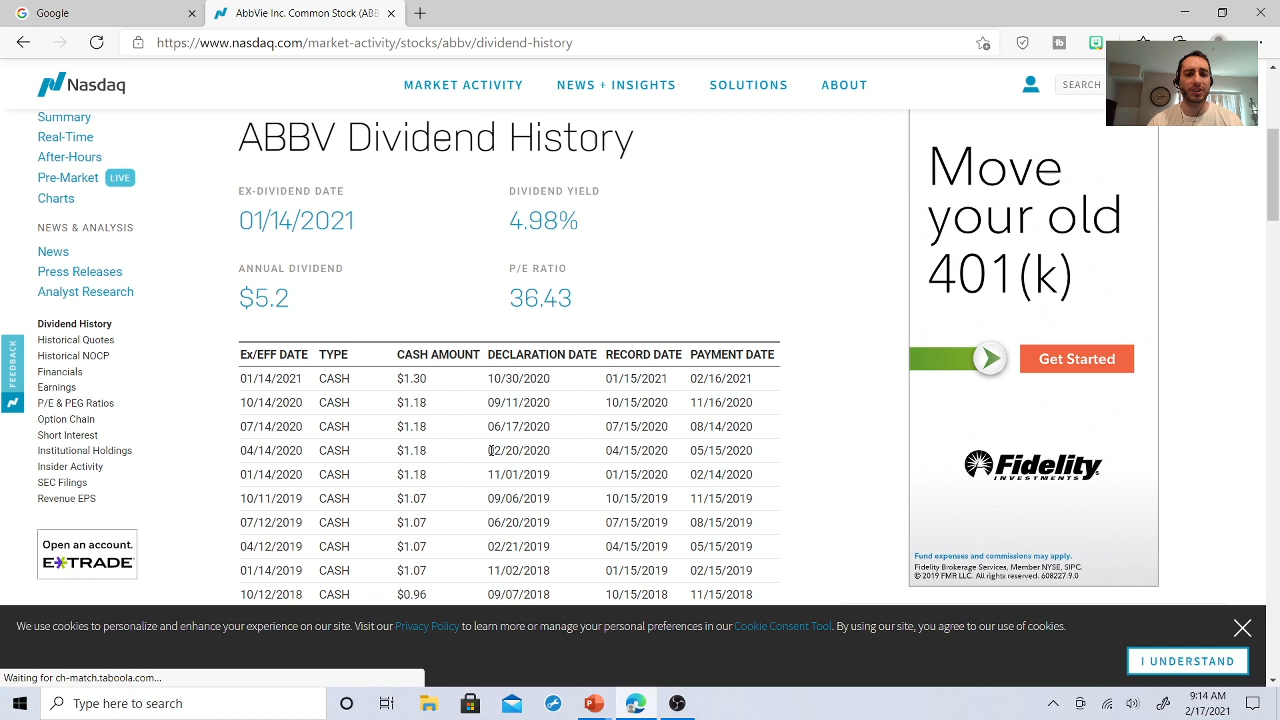 Google
Inc. Stock (AB
https://www.nasdaq.com/market-activity/stocks/abbv/dividend-history
Nasdaq
MARKET ACTIVITY
NEWS + INSIGHTS
SOLUTIONS
ABOUT
SEARCH
Summary
Real-Time
After-Hours
Pre-Market LIVE
Charts
NEWS & ANALYSIS
News
Press Releases
Analyst Research
Dividend History
Historical Quotes
Historical NOCP
Financials
Earnings
P/E & PEG Ratios
Option Chain
Short Interest
Institutional Holdings
Insider Activity
SEC Filings
Revenue EPS
FEEDBACK
Open an account.
E*TRADE
ABBV Dividend History
EX-DIVIDEND DATE
01/14/2021
DIVIDEND YIELD
4.98%
ANNUAL DIVIDEND
$5.2
P/E RATIO
36.43
Ex/EFF DATE TYPE CASH AMOUNT DECLARATION DATE RECORD DATE PAYMENT DATE
01/14/2021 CASH $1.30 10/30/2020 01/15/2021 02/16/2021
10/14/2020 CASH $1.18 09/11/2020 10/15/2020 11/16/2020
07/14/2020 CASH $1.18 06/17/2020 07/15/2020 08/14/2020
04/14/2020 CASH $1.18 02/20/2020 04/15/2020 05/15/2020
01/14/2020 CASH $1.18 11/01/2019 01/15/2020 02/14/2020
10/11/2019 CASH $1.07 09/06/2019 10/15/2019 11/15/2019
07/12/2019 CASH $1.07 06/20/2019 07/15/2019 08/15/2019
04/12/2019 CASH $1.07 02/21/2019 04/15/2019 05/15/2019
01/14/2019 CASH $1.07 11/02/2018 01/15/2019 02/15/2019
10/12/2018 CASH $0.96 09/07/2018 10/15/2018 11/15/2018
Move
your old
401(k)
Get Started
Fidelity
INVESTMENTS
Fund expenses and commissions may apply.
Fidelity Brokerage Services, Member NYSE, SIPC.
© 2019 FMR LLC. All rights reserved. 608227.9.0
We use cookies to personalize and enhance your experience on our site. Visit our Privacy Policy to learn more or manage your personal preferences in our Cookie Consent Tool. By using our site, you agree to our use of cookies.
I UNDERSTAND
Waiting for ch-match.taboola.com...
Type here to search
9:14 AM
2/17/2021